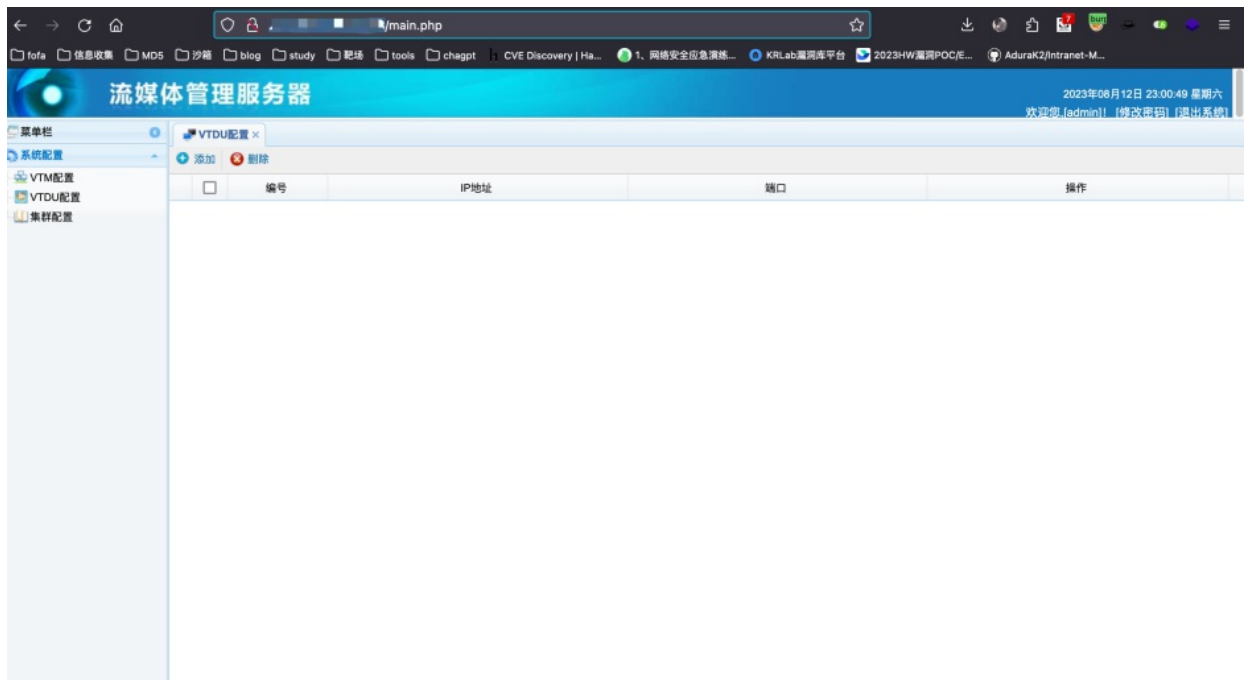 /main.php
fofa 信息收集 MD5 沙箱 blog study 靶场 tools chagpt CVE Discovery | Ha... 1、网络安全应急演练... KRLab漏洞库平台 2023HW漏洞POC/E... AduraK2/Intranet-M...
流媒体管理服务器
2023年08月12日 23:00:49 星期六
欢迎您,[admin]! [修改密码] [退出系统]
菜单栏
VTDU配置
系统配置
添加 删除
VTM配置
编号 IP地址 端口 操作
VTDU配置
集群配置